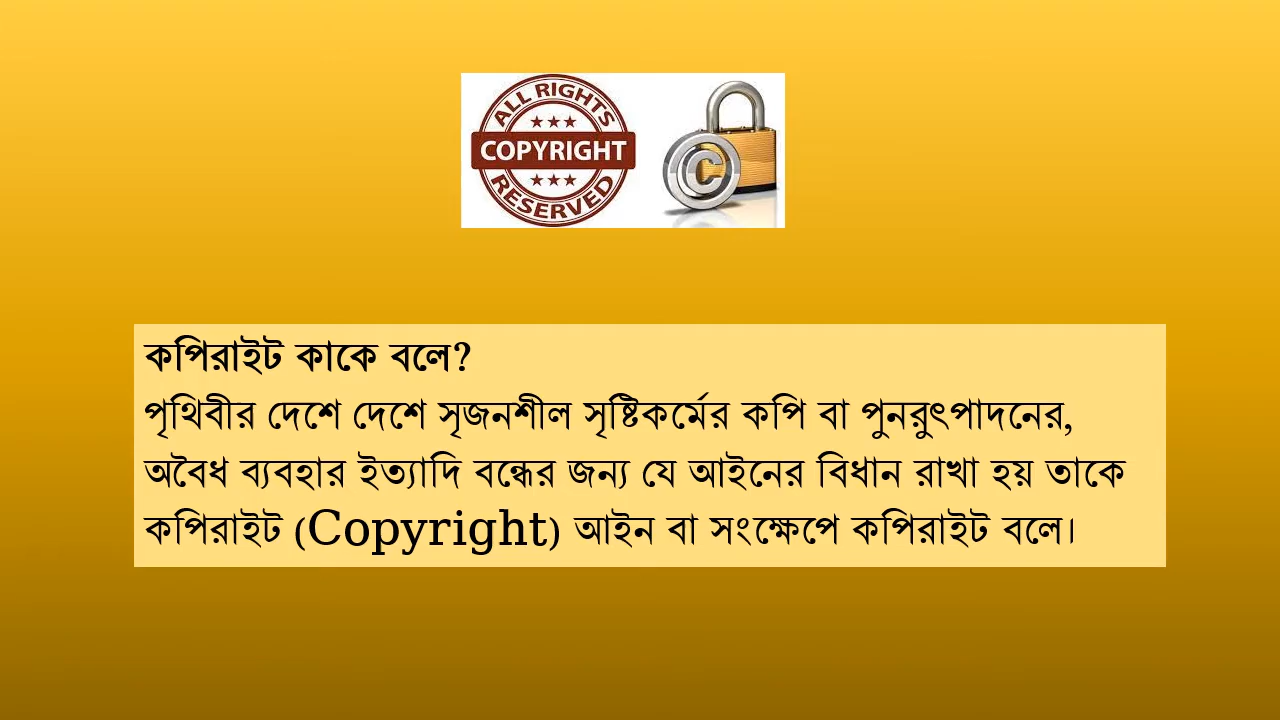 ALL RIGHTS
★★★
COPYRIGHT
★★★
RESERVED
©
কপিরাইট কাকে বলে?
পৃথিবীর দেশে দেশে সৃজনশীল সৃষ্টিকর্মের কপি বা পুনরুৎপাদনের,
অবৈধ ব্যবহার ইত্যাদি বন্ধের জন্য যে আইনের বিধান রাখা হয় তাকে
কপিরাইট (Copyright) আইন বা সংক্ষেপে কপিরাইট বলে।